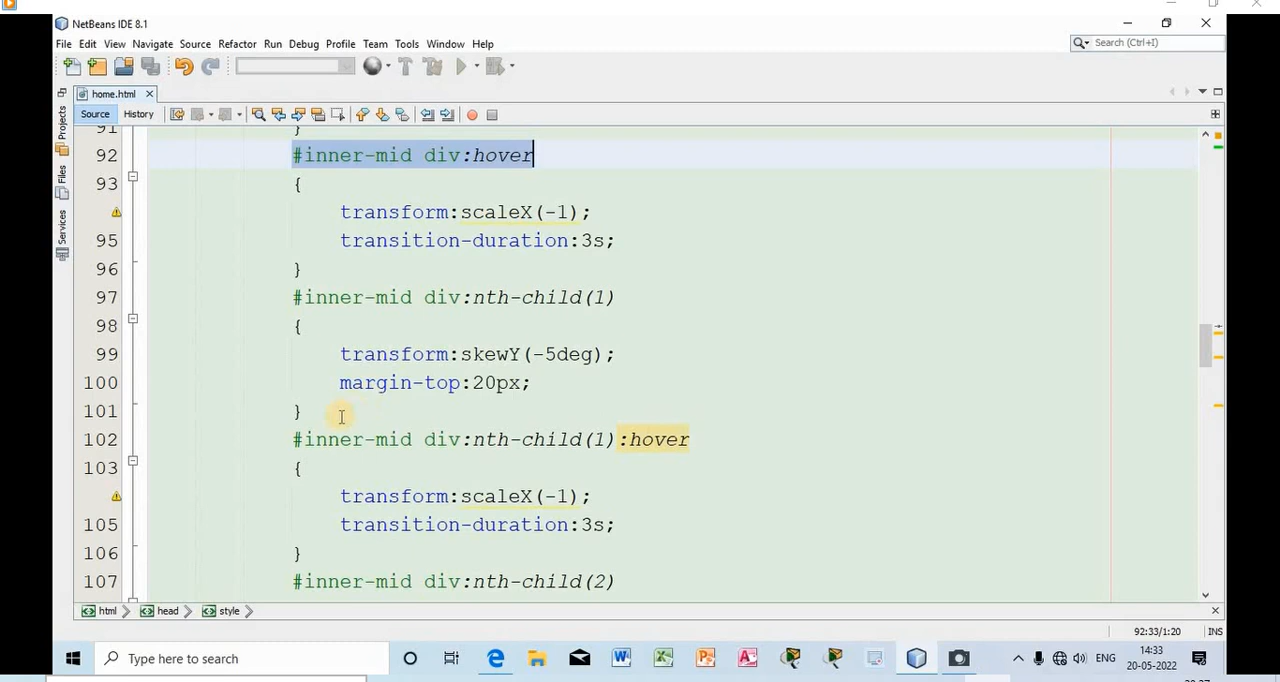 NetBeans IDE 8.1
File Edit View Navigate Source Refactor Run Debug Profile Team Tools Window Help
Search (Ctrl+I)
home.html
Source History
Projects
Files
Services
91 }
92 #inner-mid div:hover
93 {
transform:scaleX(-1);
95 transition-duration:3s;
96 }
97 #inner-mid div:nth-child(1)
98 {
99 transform:skewY(-5deg);
100 margin-top:20px;
101 }
102 #inner-mid div:nth-child(1):hover
103 {
transform:scaleX(-1);
105 transition-duration:3s;
106 }
107 #inner-mid div:nth-child(2)
html head style
92:33/1:20 INS
Type here to search
ENG
14:33
20-05-2022